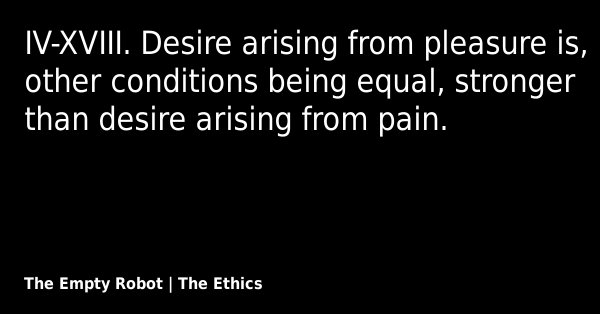 IV-XVIII. Desire arising from pleasure is,
other conditions being equal, stronger
than desire arising from pain.
The Empty Robot | The Ethics